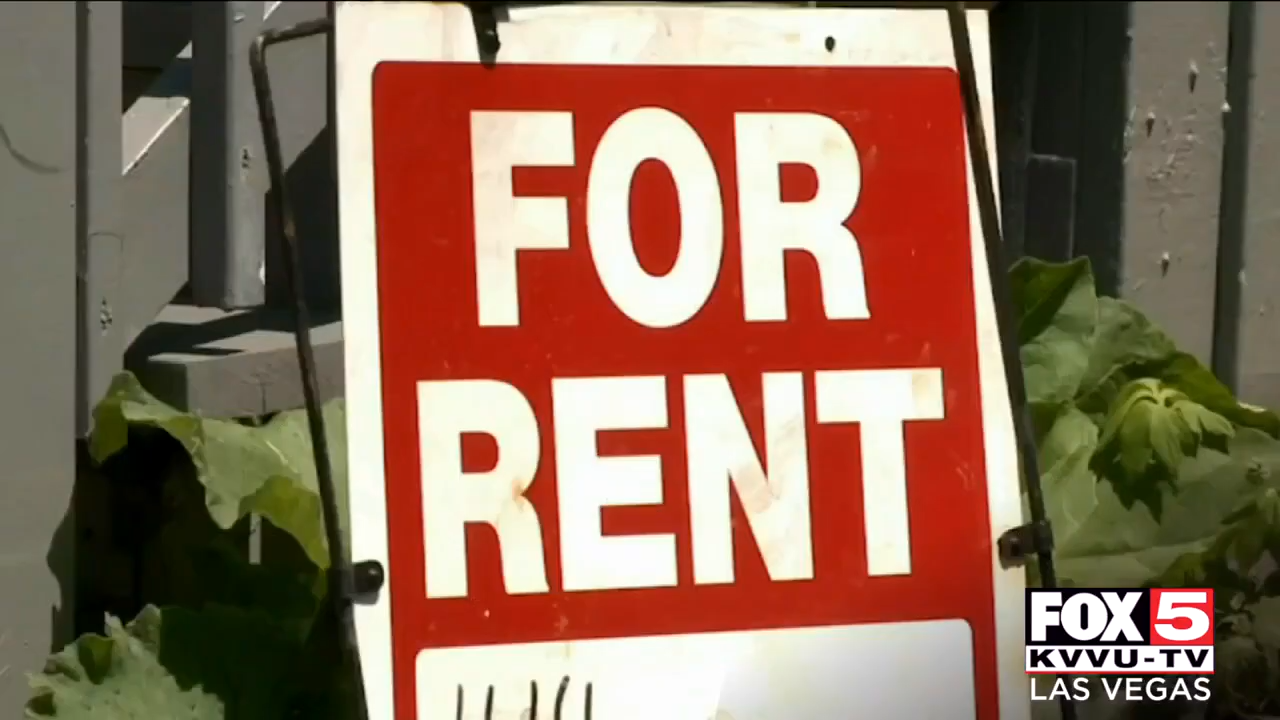 FOR
RENT
FOX 5
KVVU-TV
LAS VEGAS